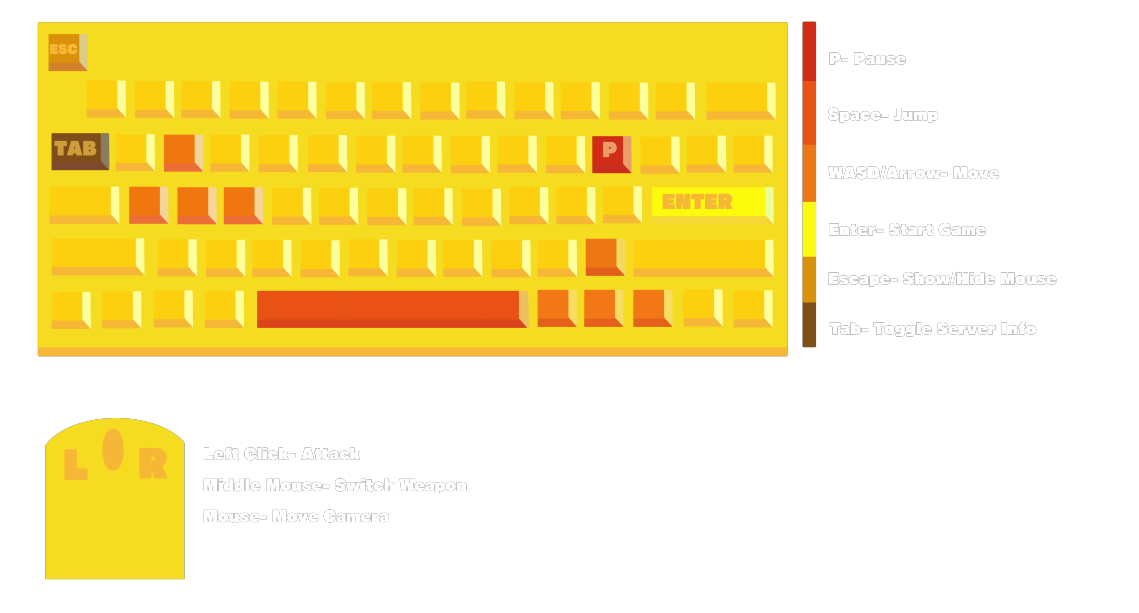 ESC
P- Pause
Space- Jump
TAB
P
WASD/Arrow- Move
ENTER
Enter- Start Game
Escape- Show/Hide Mouse
Tab- Toggle Server Info
L R
Left Click- Attack
Middle Mouse- Switch Weapon
Mouse- Move Camera